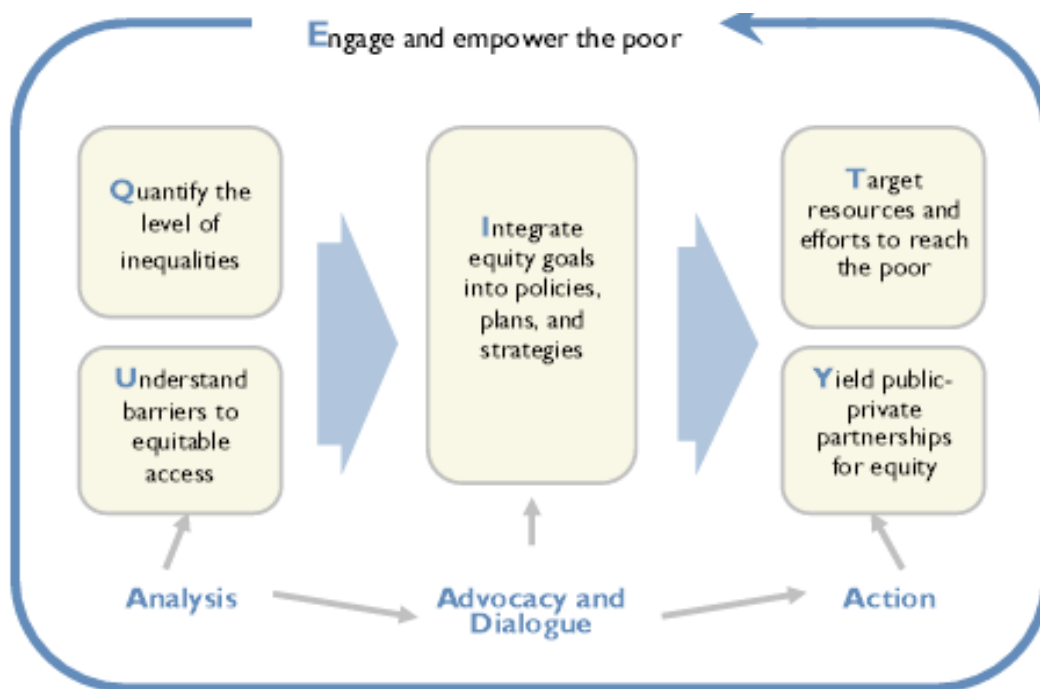 Engage and empower the poor
Quantify the
level of
inequalities
Understand
barriers to
equitable
access
Integrate
equity goals
into policies,
plans, and
strategies
Target
resources and
efforts to reach
the poor
Yield public-
private
partnerships
for equity
Analysis
Advocacy and
Dialogue
Action